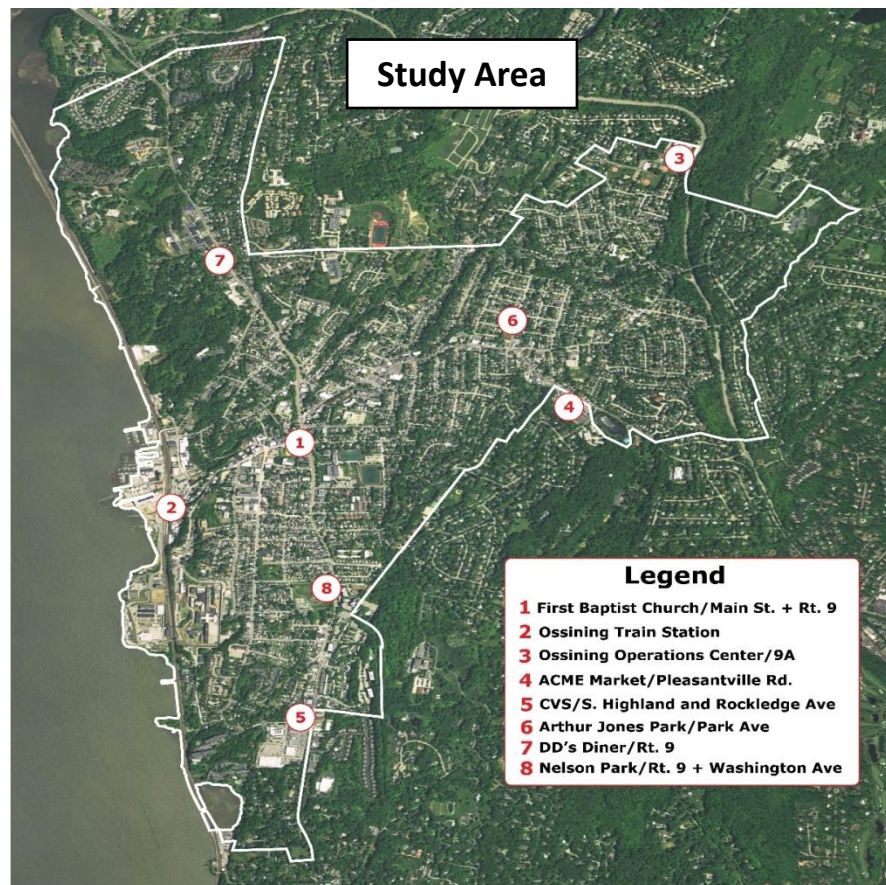 Study Area
3
7
6
4
1
2
8
5
Legend
1 First Baptist Church/Main St. + Rt. 9
2 Ossining Train Station
3 Ossining Operations Center/9A
4 ACME Market/Pleasantville Rd.
5 CVS/S. Highland and Rockledge Ave
6 Arthur Jones Park/Park Ave
7 DD's Diner/Rt. 9
8 Nelson Park/Rt. 9 + Washington Ave